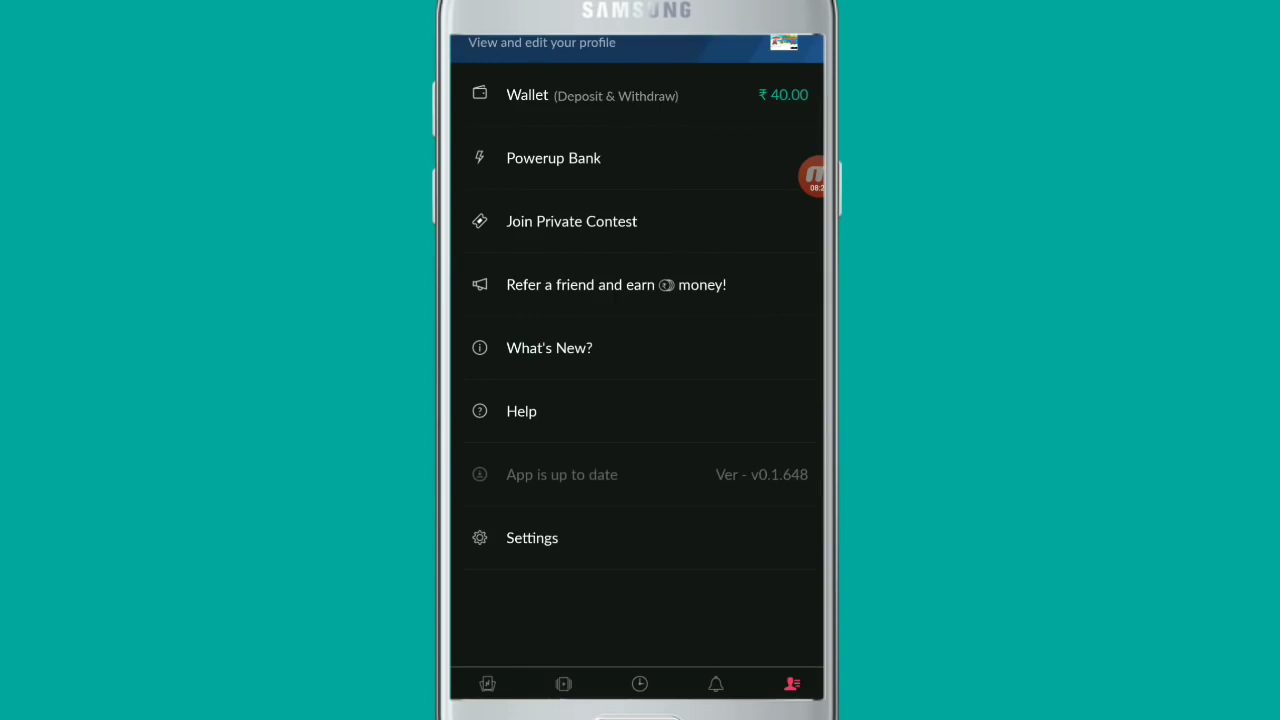 SAMSUNG
View and edit your profile
Wallet (Deposit & Withdraw) ₹ 40.00
Powerup Bank
Join Private Contest
Refer a friend and earn money!
What's New?
Help
App is up to date Ver - v0.1.648
Settings